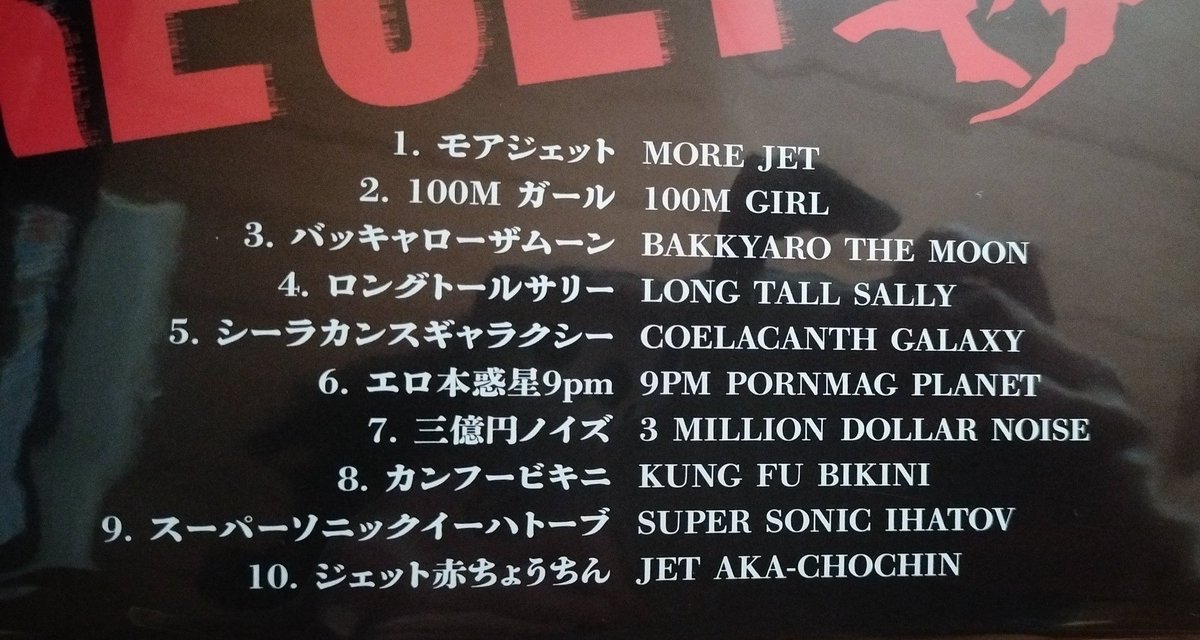 1. モアジェット MORE JET
2. 100M ガール 100M GIRL
3. バッキャローザムーン BAKKYARO THE MOON
4. ロングトールサリー LONG TALL SALLY
5. シーラカンスギャラクシー COELACANTH GALAXY
6. エロ本惑星9pm 9PM PORNMAG PLANET
7. 三億円ノイズ 3 MILLION DOLLAR NOISE
8. カンフービキニ KUNG FU BIKINI
9. スーパーソニックイーハトーブ SUPER SONIC IHATOV
10. ジェット赤ちょうちん JET AKA-CHOCHIN